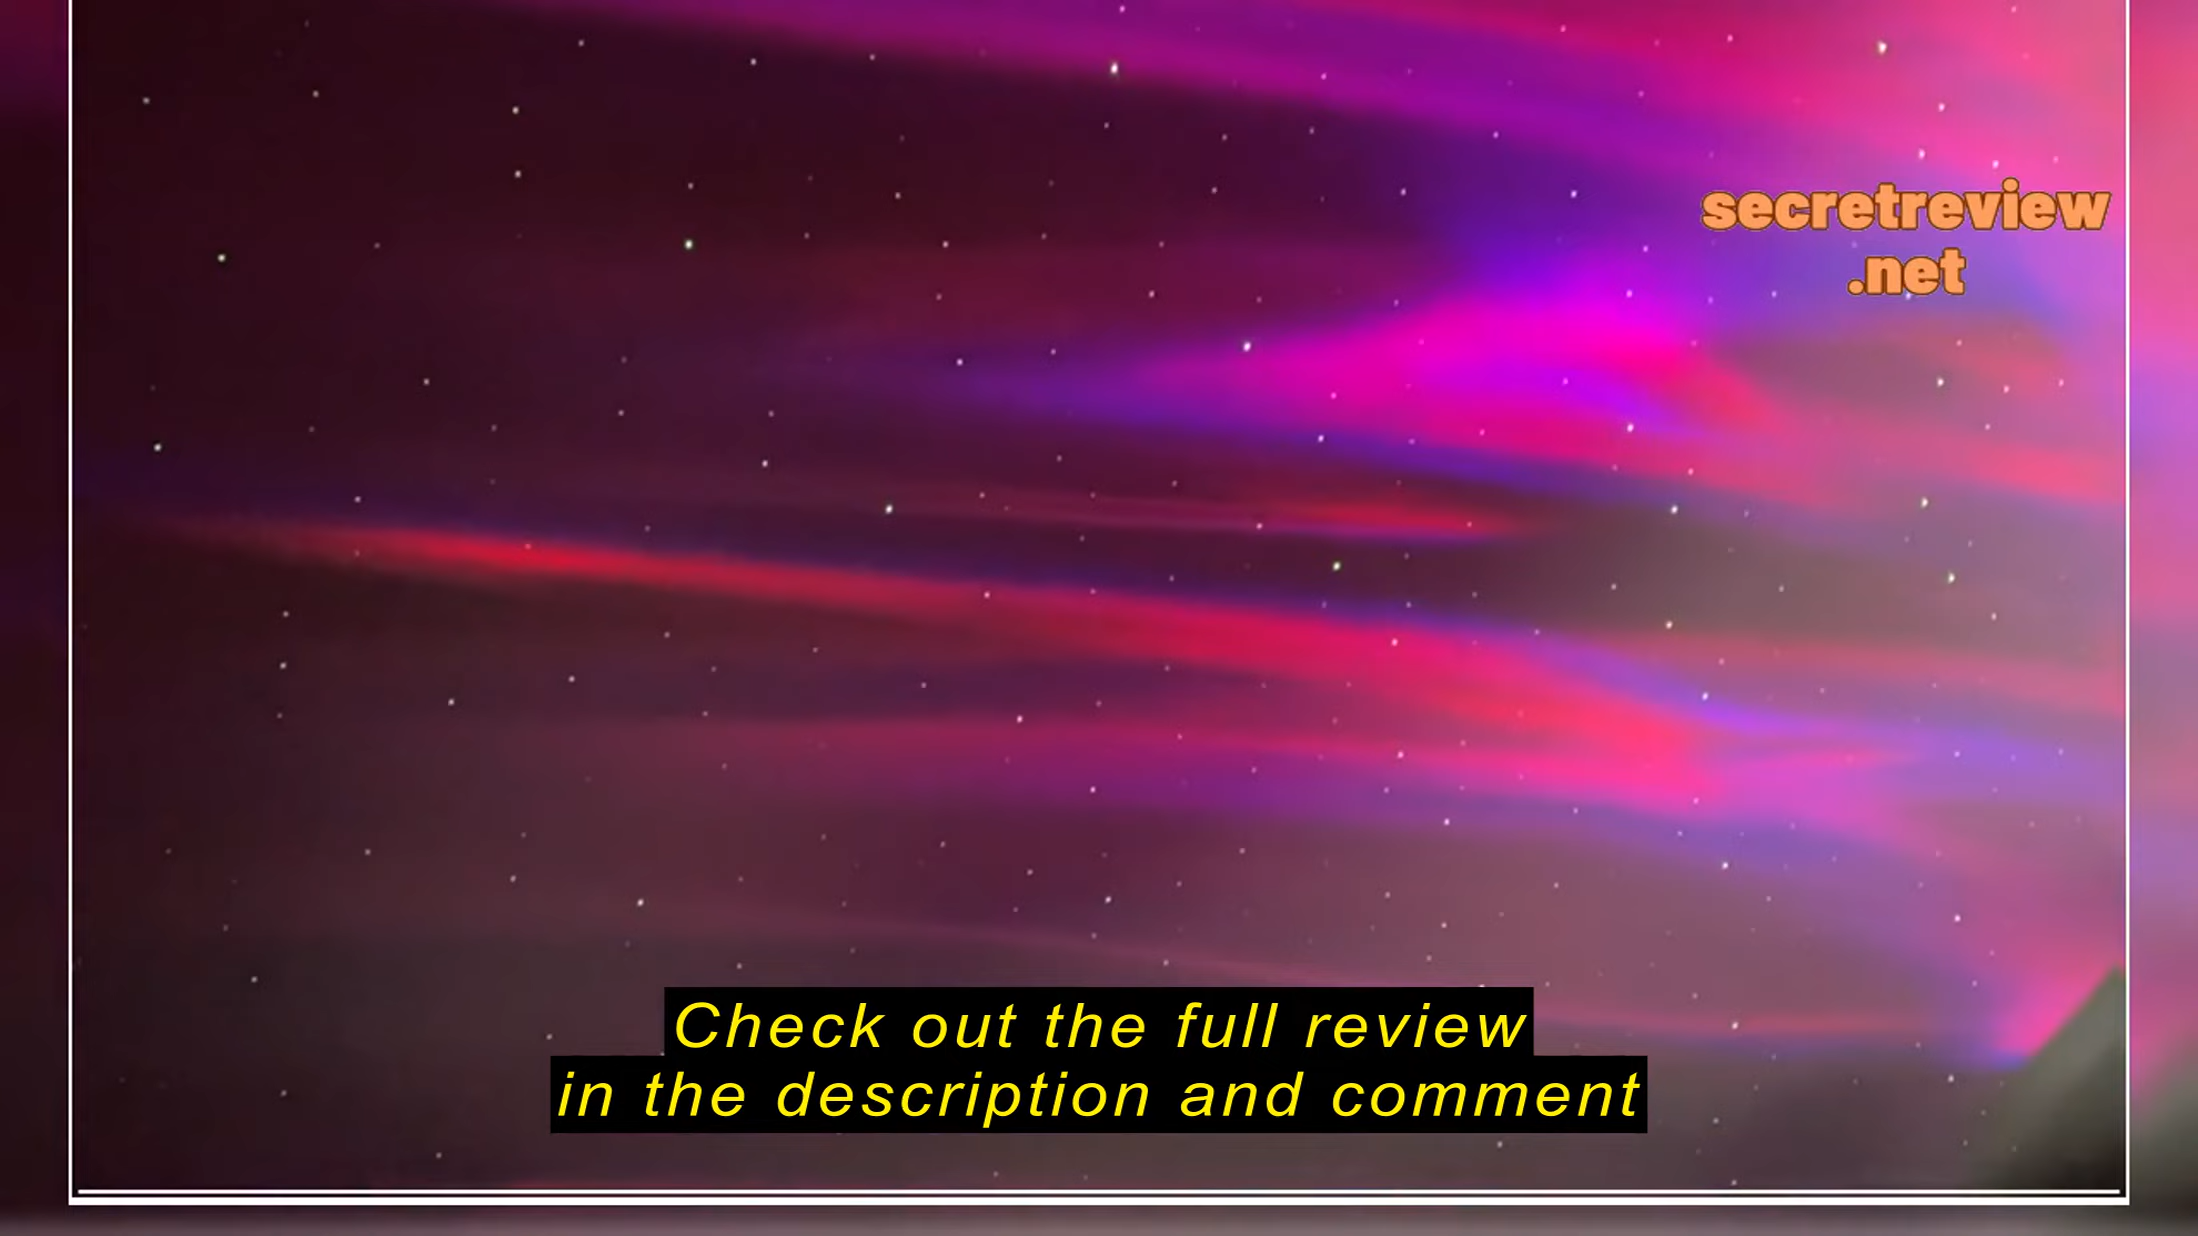 secretreview
.net
Check out the full review
in the description and comment